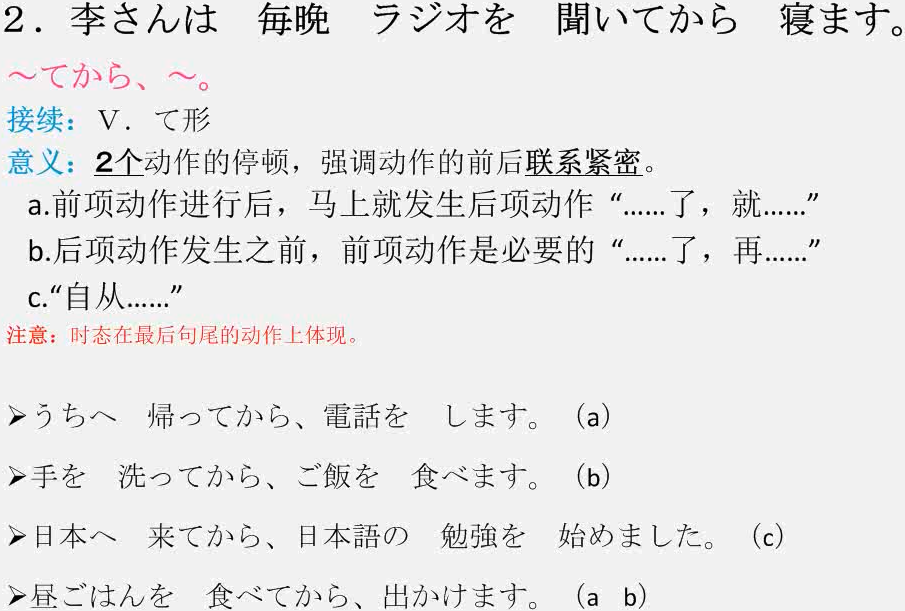 2．李さんは　毎晩　ラジオを　聞いてから　寝ます。
～てから、～。
接续：Ⅴ．て形
意义：2个动作的停顿，强调动作的前后联系紧密。
a.前项动作进行后，马上就发生后项动作“……了，就……”
b.后项动作发生之前，前项动作是必要的“……了，再……”
c.“自从……”
注意：时态在最后句尾的动作上体现。
➢うちへ　帰ってから、電話を　します。（a）
➢手を　洗ってから、ご飯を　食べます。（b）
➢日本へ　来てから、日本語の　勉強を　始めました。（c）
➢昼ごはんを　食べてから、出かけます。（a　b）